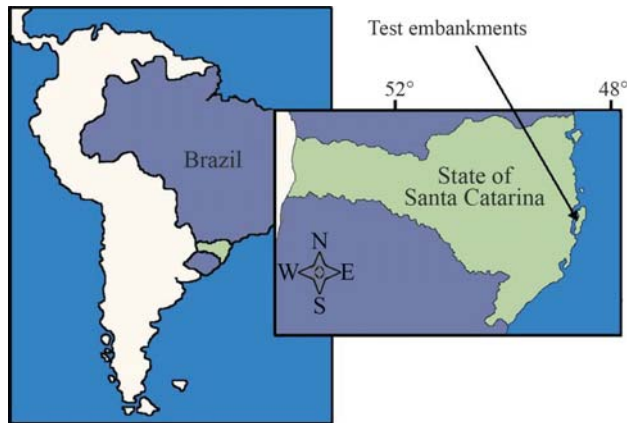 Test embankments
52°
48°
Brazil
State of
Santa Catarina
N
W
E
S